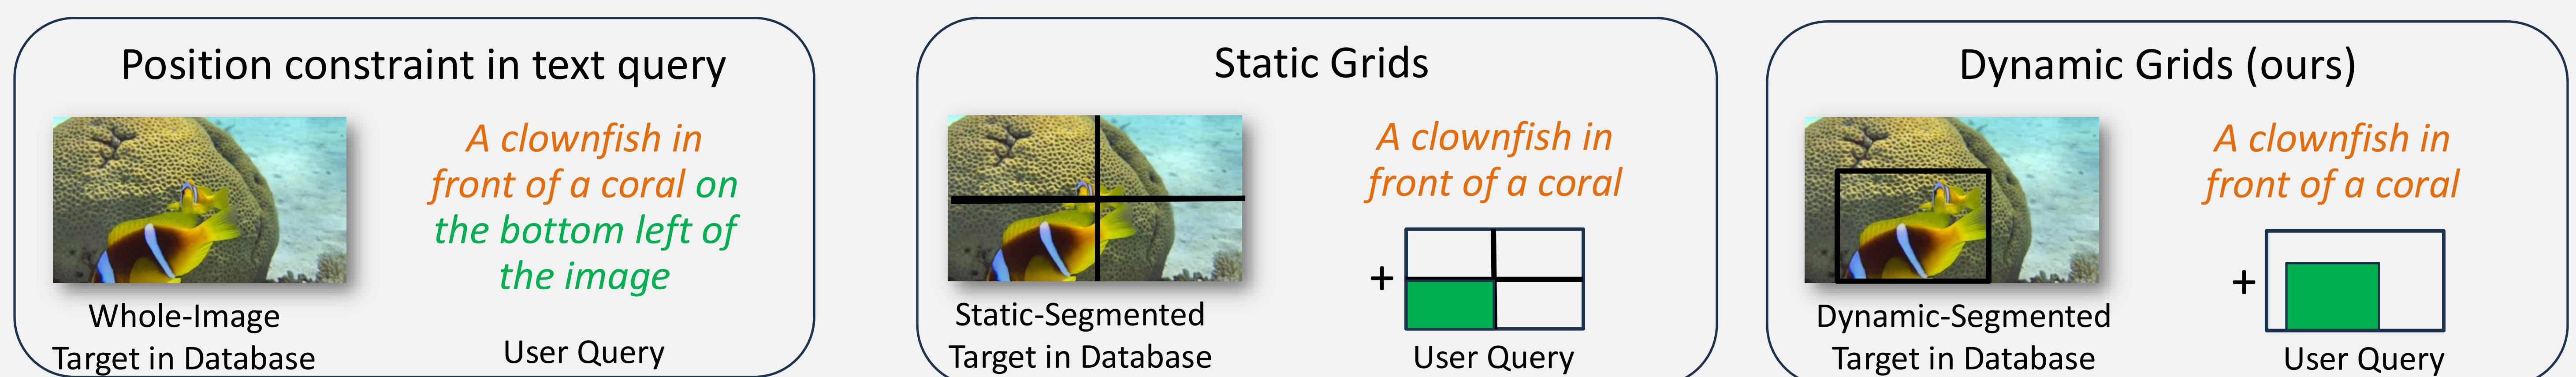 Position constraint in text query
A clownfish in
front of a coral on
the bottom left of
the image
Whole-Image
Target in Database
User Query
Static Grids
A clownfish in
front of a coral
+
Static-Segmented
Target in Database
User Query
Dynamic Grids (ours)
A clownfish in
front of a coral
+
Dynamic-Segmented
Target in Database
User Query